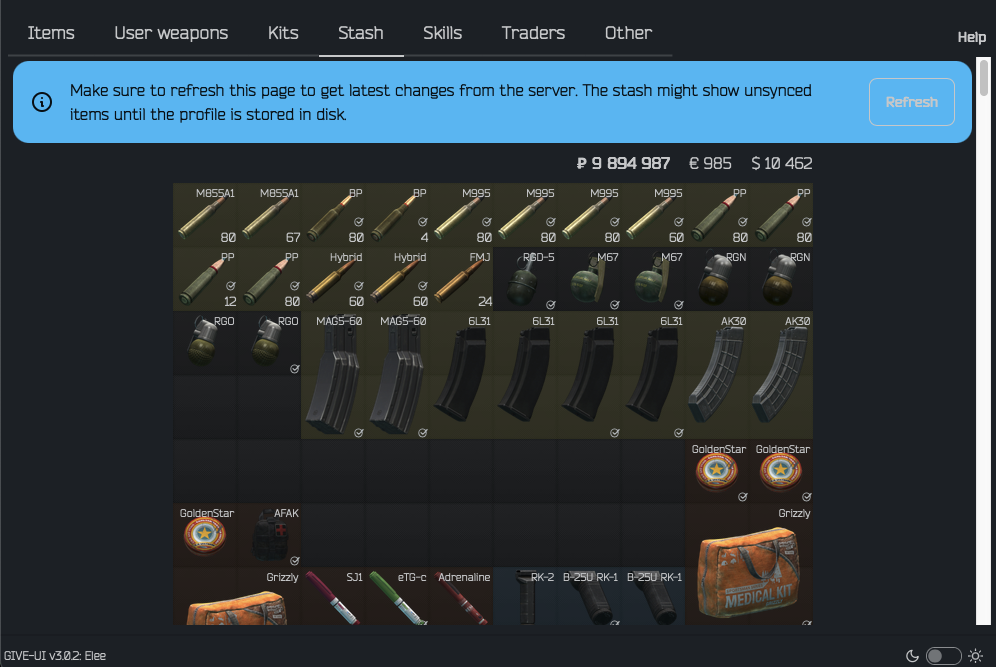 Items User weapons Kits Stash Skills Traders Other Help
Make sure to refresh this page to get latest changes from the server. The stash might show unsynced
items until the profile is stored in disk.
Refresh
₽ 9 894 987 € 985 $ 10 462
M855A1 M855A1 BP BP M995 M995 M995 M995 PP PP
80 67 80 4 80 80 80 60 80 80
PP PP Hybrid Hybrid FMJ RGD-5 M67 M67 RGN RGN
12 80 60 60 24
RGO RGO MAG5-60 MAG5-60 6L31 6L31 6L31 6L31 AK30 AK30
GoldenStar GoldenStar
GoldenStar AFAK Grizzly
MEDICAL KIT
Grizzly SJ1 eTG-c Adrenaline RK-2 B-25U RK-1 B-25U RK-1
GIVE-UI v3.0.2: Elee